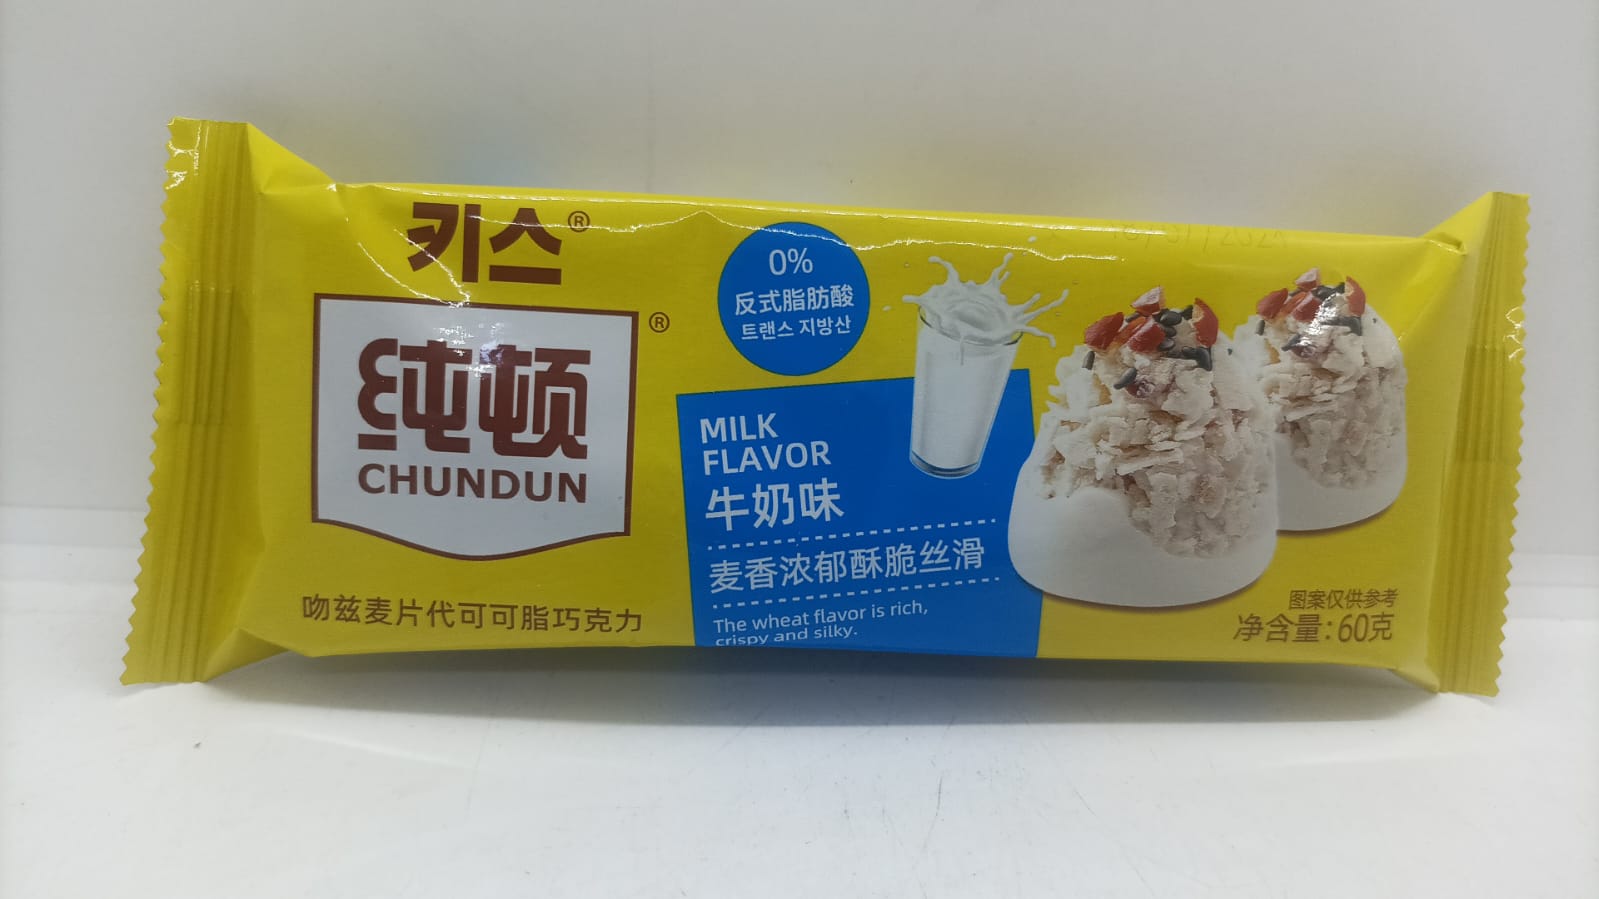 키스®
纯顿®
CHUNDUN
吻兹麦片代可可脂巧克力
0%
反式脂肪酸
트랜스 지방산
MILK
FLAVOR
牛奶味
麦香浓郁酥脆丝滑
The wheat flavor is rich,
crispy and silky.
图案仅供参考
净含量:60克